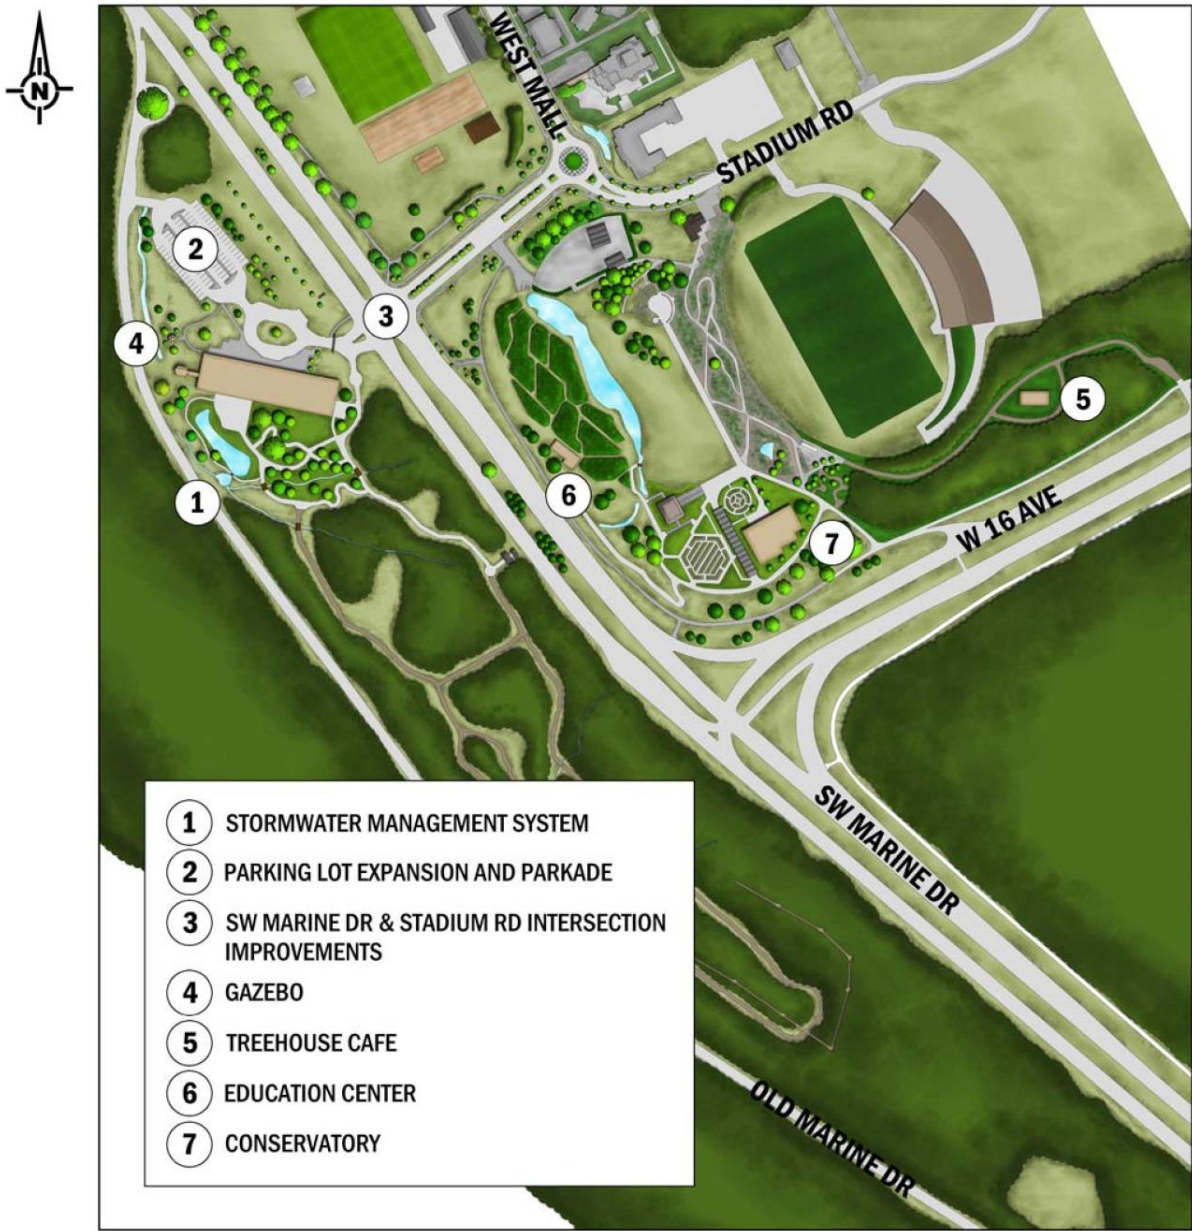 N
WEST MALL
STADIUM RD
2
3
4
5
6
1
7
W 16 AVE
SW MARINE DR
OLD MARINE DR
1 STORMWATER MANAGEMENT SYSTEM
2 PARKING LOT EXPANSION AND PARKADE
3 SW MARINE DR & STADIUM RD INTERSECTION
IMPROVEMENTS
4 GAZEBO
5 TREEHOUSE CAFE
6 EDUCATION CENTER
7 CONSERVATORY